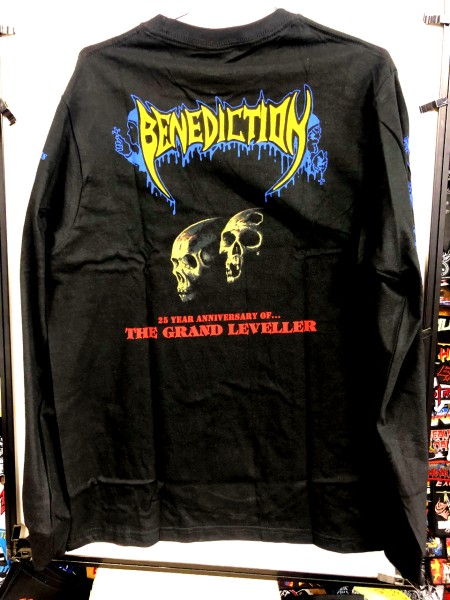 BENEDICTION
25 YEAR ANNIVERSARY OF...
THE GRAND LEVELLER